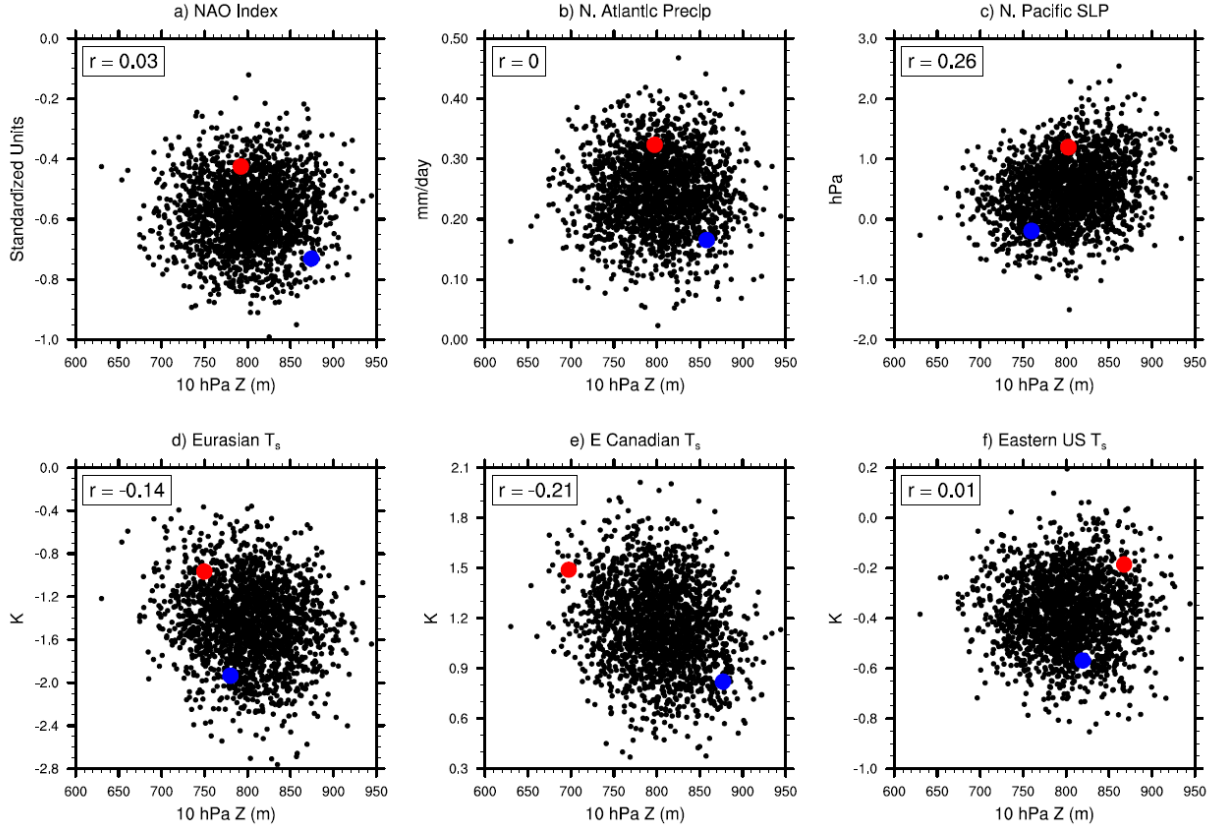 a) NAO Index
r = 0.03
Standardized Units
0.0
-0.2
-0.4
-0.6
-0.8
-1.0
600 650 700 750 800 850 900 950
10 hPa Z (m)
b) N. Atlantic Precip
r = 0
mm/day
0.50
0.40
0.30
0.20
0.10
0.00
600 650 700 750 800 850 900 950
10 hPa Z (m)
c) N. Pacific SLP
r = 0.26
hPa
3.0
2.0
1.0
0.0
-1.0
-2.0
600 650 700 750 800 850 900 950
10 hPa Z (m)
d) Eurasian Ts
r = -0.14
K
0.0
-0.4
-0.8
-1.2
-1.6
-2.0
-2.4
-2.8
600 650 700 750 800 850 900 950
10 hPa Z (m)
e) E Canadian Ts
r = -0.21
K
2.1
1.8
1.5
1.2
0.9
0.6
0.3
600 650 700 750 800 850 900 950
10 hPa Z (m)
f) Eastern US Ts
r = 0.01
K
0.2
0.0
-0.2
-0.4
-0.6
-0.8
-1.0
600 650 700 750 800 850 900 950
10 hPa Z (m)